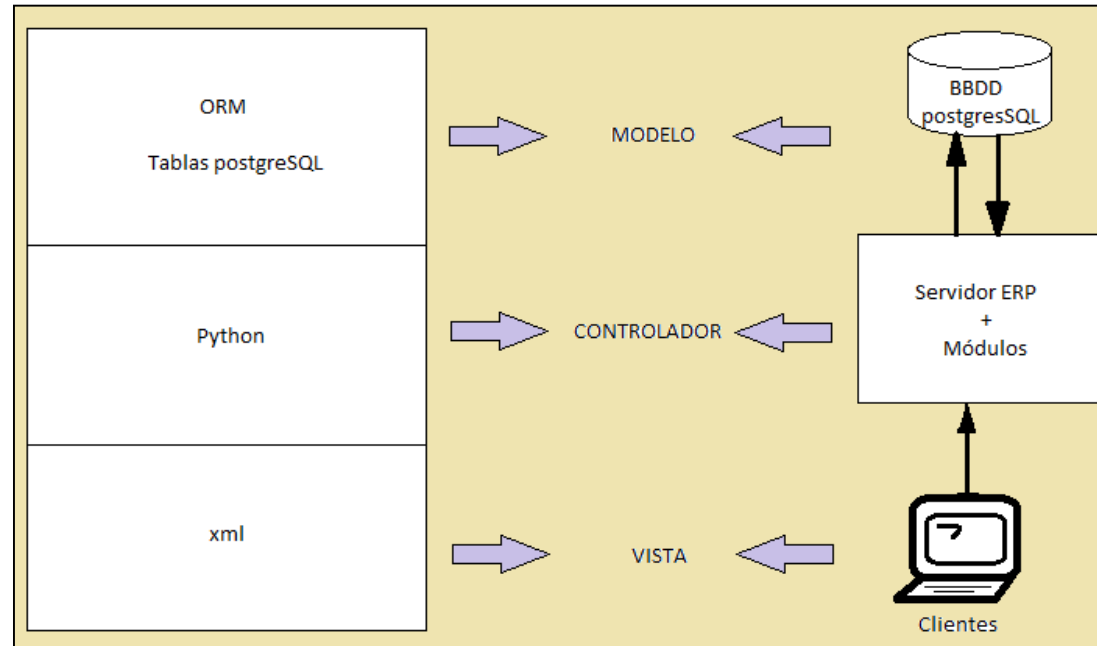 ORM
Tablas postgreSQL
MODELO
BBDD
postgresSQL
Python
CONTROLADOR
Servidor ERP
+
Módulos
xml
VISTA
Clientes